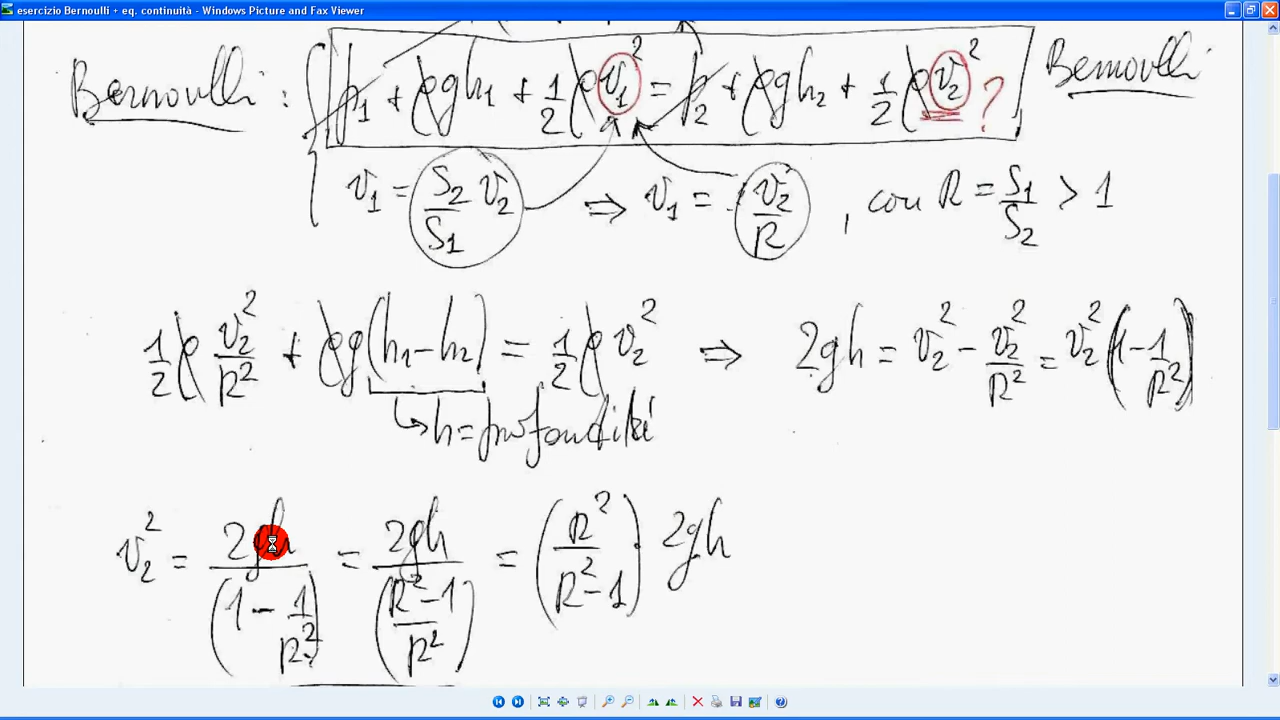 esercizio Bernoulli + eq. continuità - Windows Picture and Fax Viewer
Bernoulli : { p₁ + ρgh₁ + 1/2 ρv₁² = p₂ + ρgh₂ + 1/2 ρv₂² ? Bernoulli
v₁ = S₂/S₁ v₂ ⇒ v₁ = v₂/R , con R = S₁/S₂ > 1
1/2 ρ v₂²/R² + ρg(h₁-h₂) = 1/2 ρ v₂² ⇒ 2gh = v₂² - v₂²/R² = v₂² (1 - 1/R²)
↳ h = profondità
v₂² = 2gh/(1 - 1/R²) = 2gh/((R²-1)/R²) = (R²/(R²-1)) 2gh